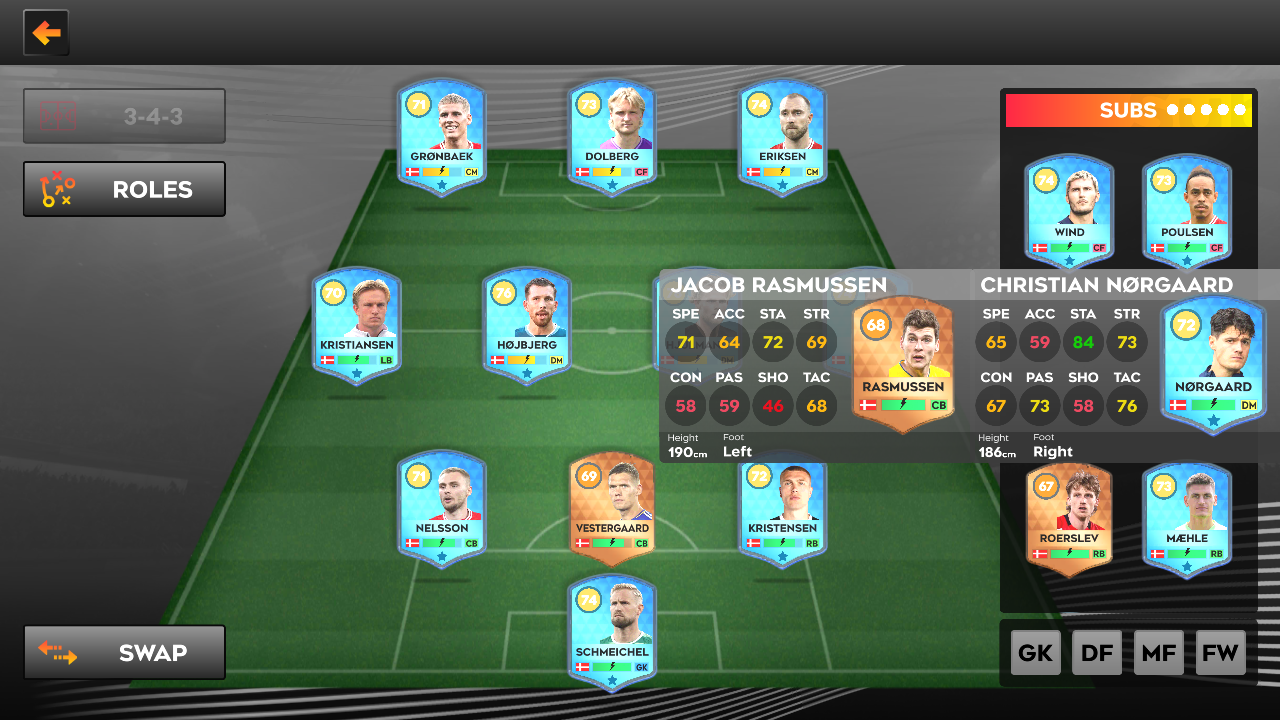 3-4-3
ROLES
SWAP
71
GRØNBAEK
CM
73
DOLBERG
CF
74
ERIKSEN
CM
70
KRISTIANSEN
LB
76
HØJBJERG
DM
71
NELSSON
CB
69
VESTERGAARD
CB
72
KRISTENSEN
RB
74
SCHMEICHEL
GK
SUBS
74
WIND
CF
73
POULSEN
CF
JACOB RASMUSSEN
SPE ACC STA STR
71 64 72 69
CON PAS SHO TAC
58 59 46 68
Height Foot
190cm Left
68
RASMUSSEN
CB
CHRISTIAN NØRGAARD
SPE ACC STA STR
65 59 84 73
CON PAS SHO TAC
67 73 58 76
Height Foot
186cm Right
72
NØRGAARD
DM
67
ROERSLEV
RB
73
MÆHLE
RB
GK DF MF FW